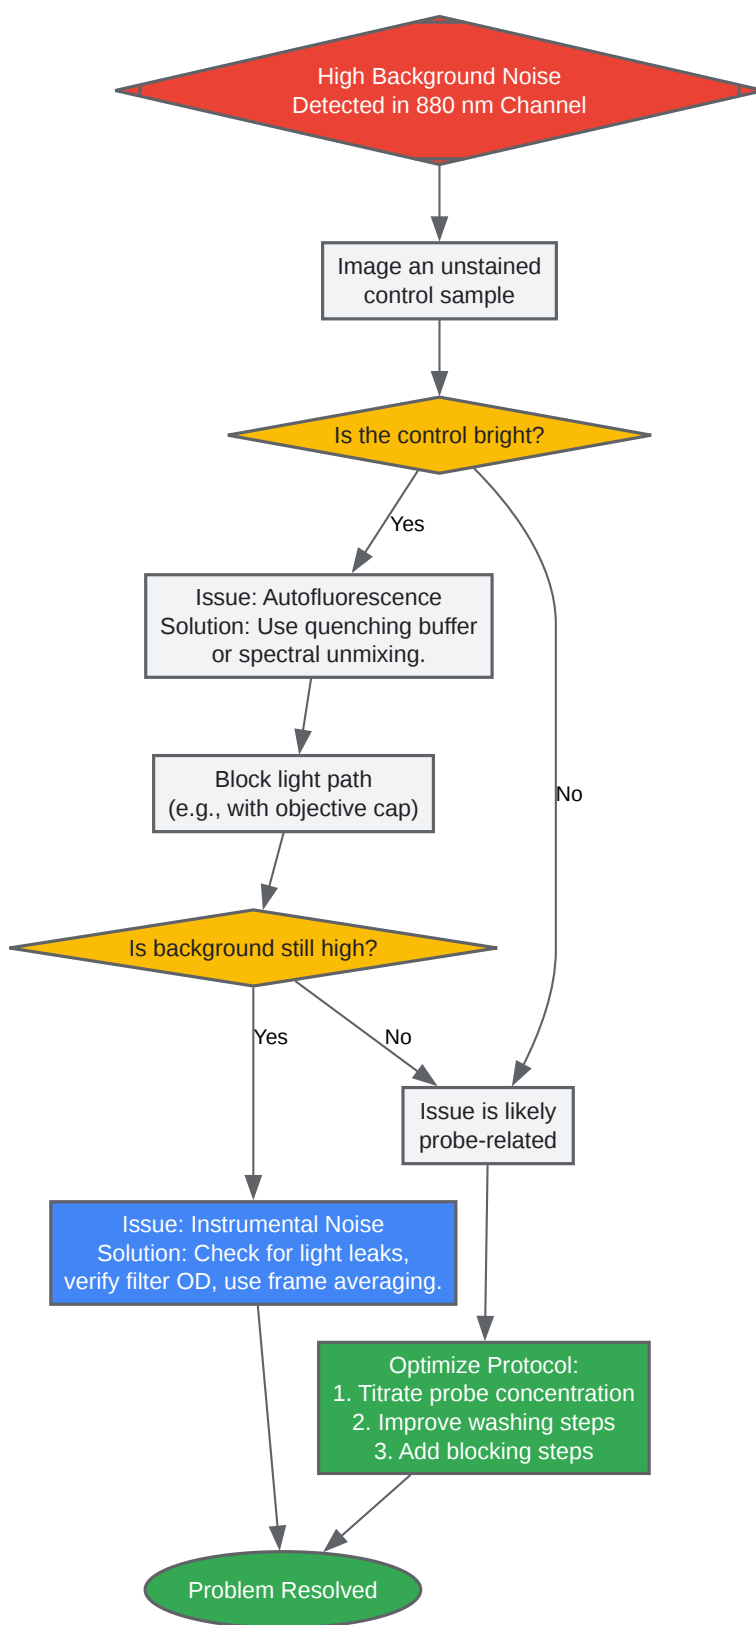 High Background Noise
Detected in 880 nm Channel
Image an unstained
control sample
Is the control bright?
Yes
Issue: Autofluorescence
Solution: Use quenching buffer
or spectral unmixing.
Block light path
(e.g., with objective cap)
No
Is background still high?
Yes
No
Issue is likely
probe-related
Issue: Instrumental Noise
Solution: Check for light leaks,
verify filter OD, use frame averaging.
Optimize Protocol:
1. Titrate probe concentration
2. Improve washing steps
3. Add blocking steps
Problem Resolved